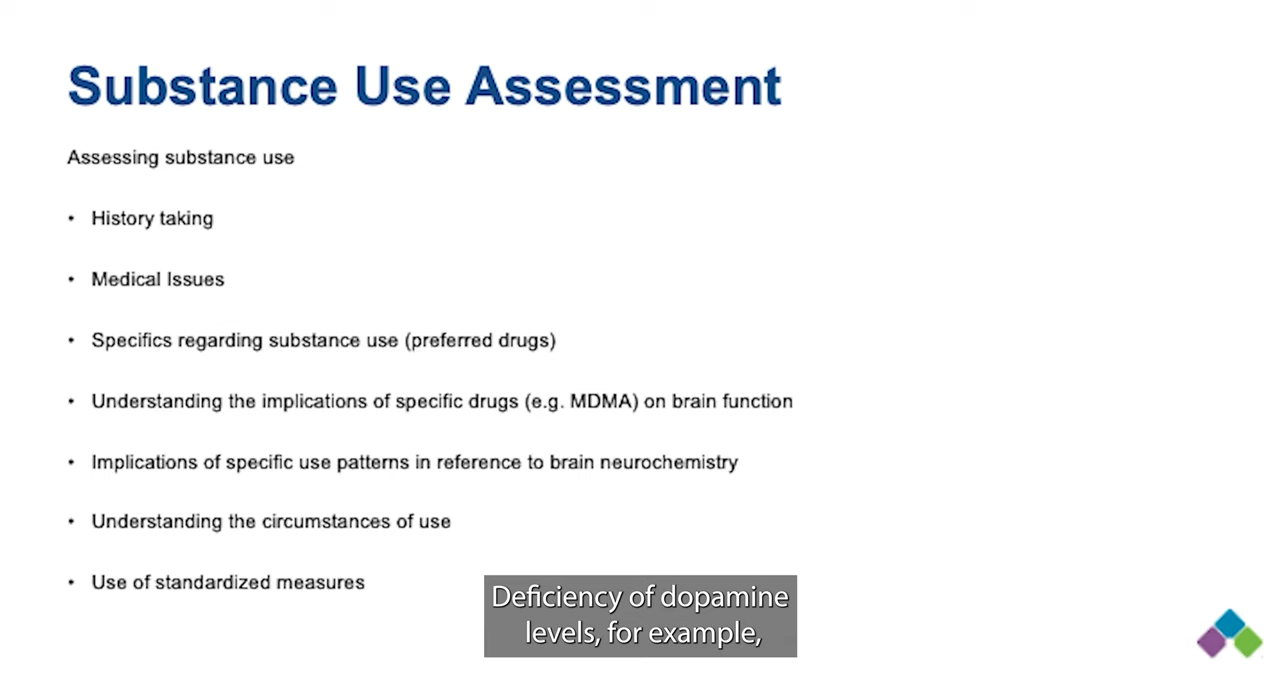 Substance Use Assessment
Assessing substance use
• History taking
• Medical Issues
• Specifics regarding substance use (preferred drugs)
• Understanding the implications of specific drugs (e.g. MDMA) on brain function
• Implications of specific use patterns in reference to brain neurochemistry
• Understanding the circumstances of use
• Use of standardized measures
Deficiency of dopamine
levels, for example,